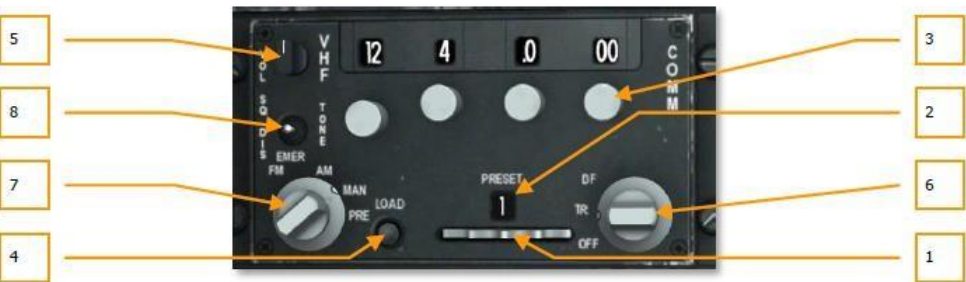 5
8
7
4
3
2
6
1
VHF
COMM
VOL
SQ DIS
TONE
12 4 .0 00
EMER
FM AM
MAN
PRE
LOAD
PRESET
1
DF
TR
OFF